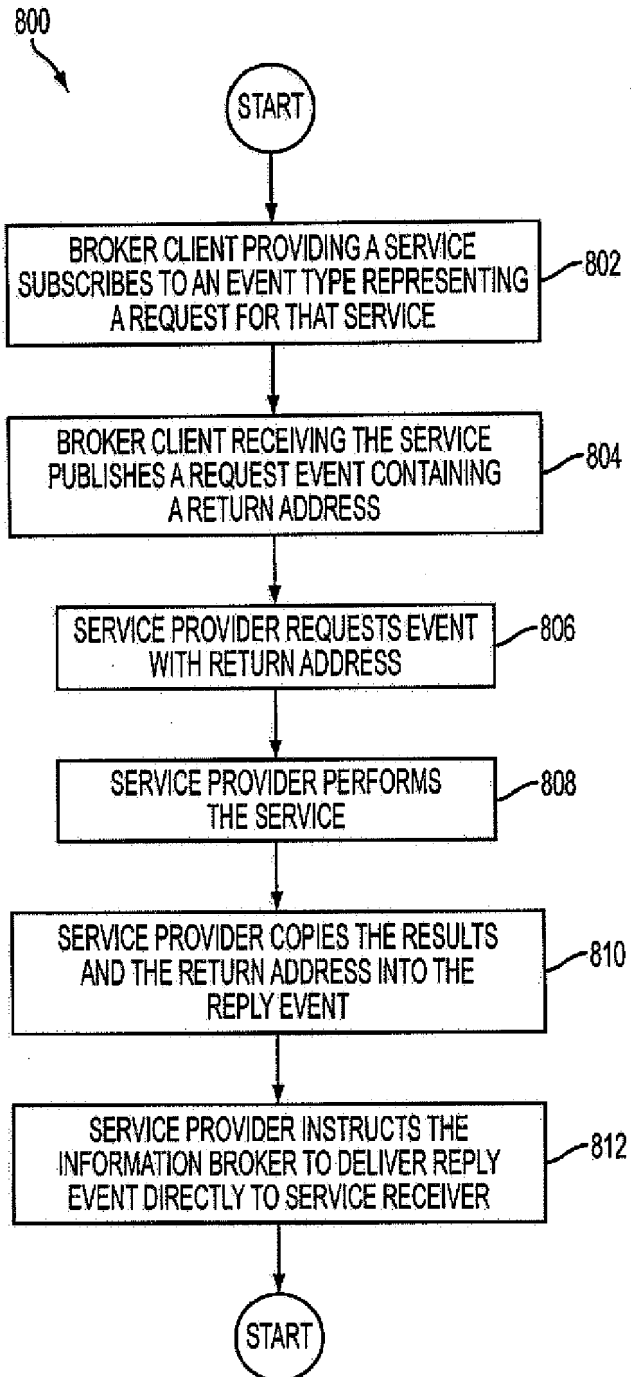 800
START
BROKER CLIENT PROVIDING A SERVICE
SUBSCRIBES TO AN EVENT TYPE REPRESENTING
A REQUEST FOR THAT SERVICE
802
BROKER CLIENT RECEIVING THE SERVICE
PUBLISHES A REQUEST EVENT CONTAINING
A RETURN ADDRESS
804
SERVICE PROVIDER REQUESTS EVENT
WITH RETURN ADDRESS
806
SERVICE PROVIDER PERFORMS
THE SERVICE
808
SERVICE PROVIDER COPIES THE RESULTS
AND THE RETURN ADDRESS INTO THE
REPLY EVENT
810
SERVICE PROVIDER INSTRUCTS THE
INFORMATION BROKER TO DELIVER REPLY
EVENT DIRECTLY TO SERVICE RECEIVER
812
START